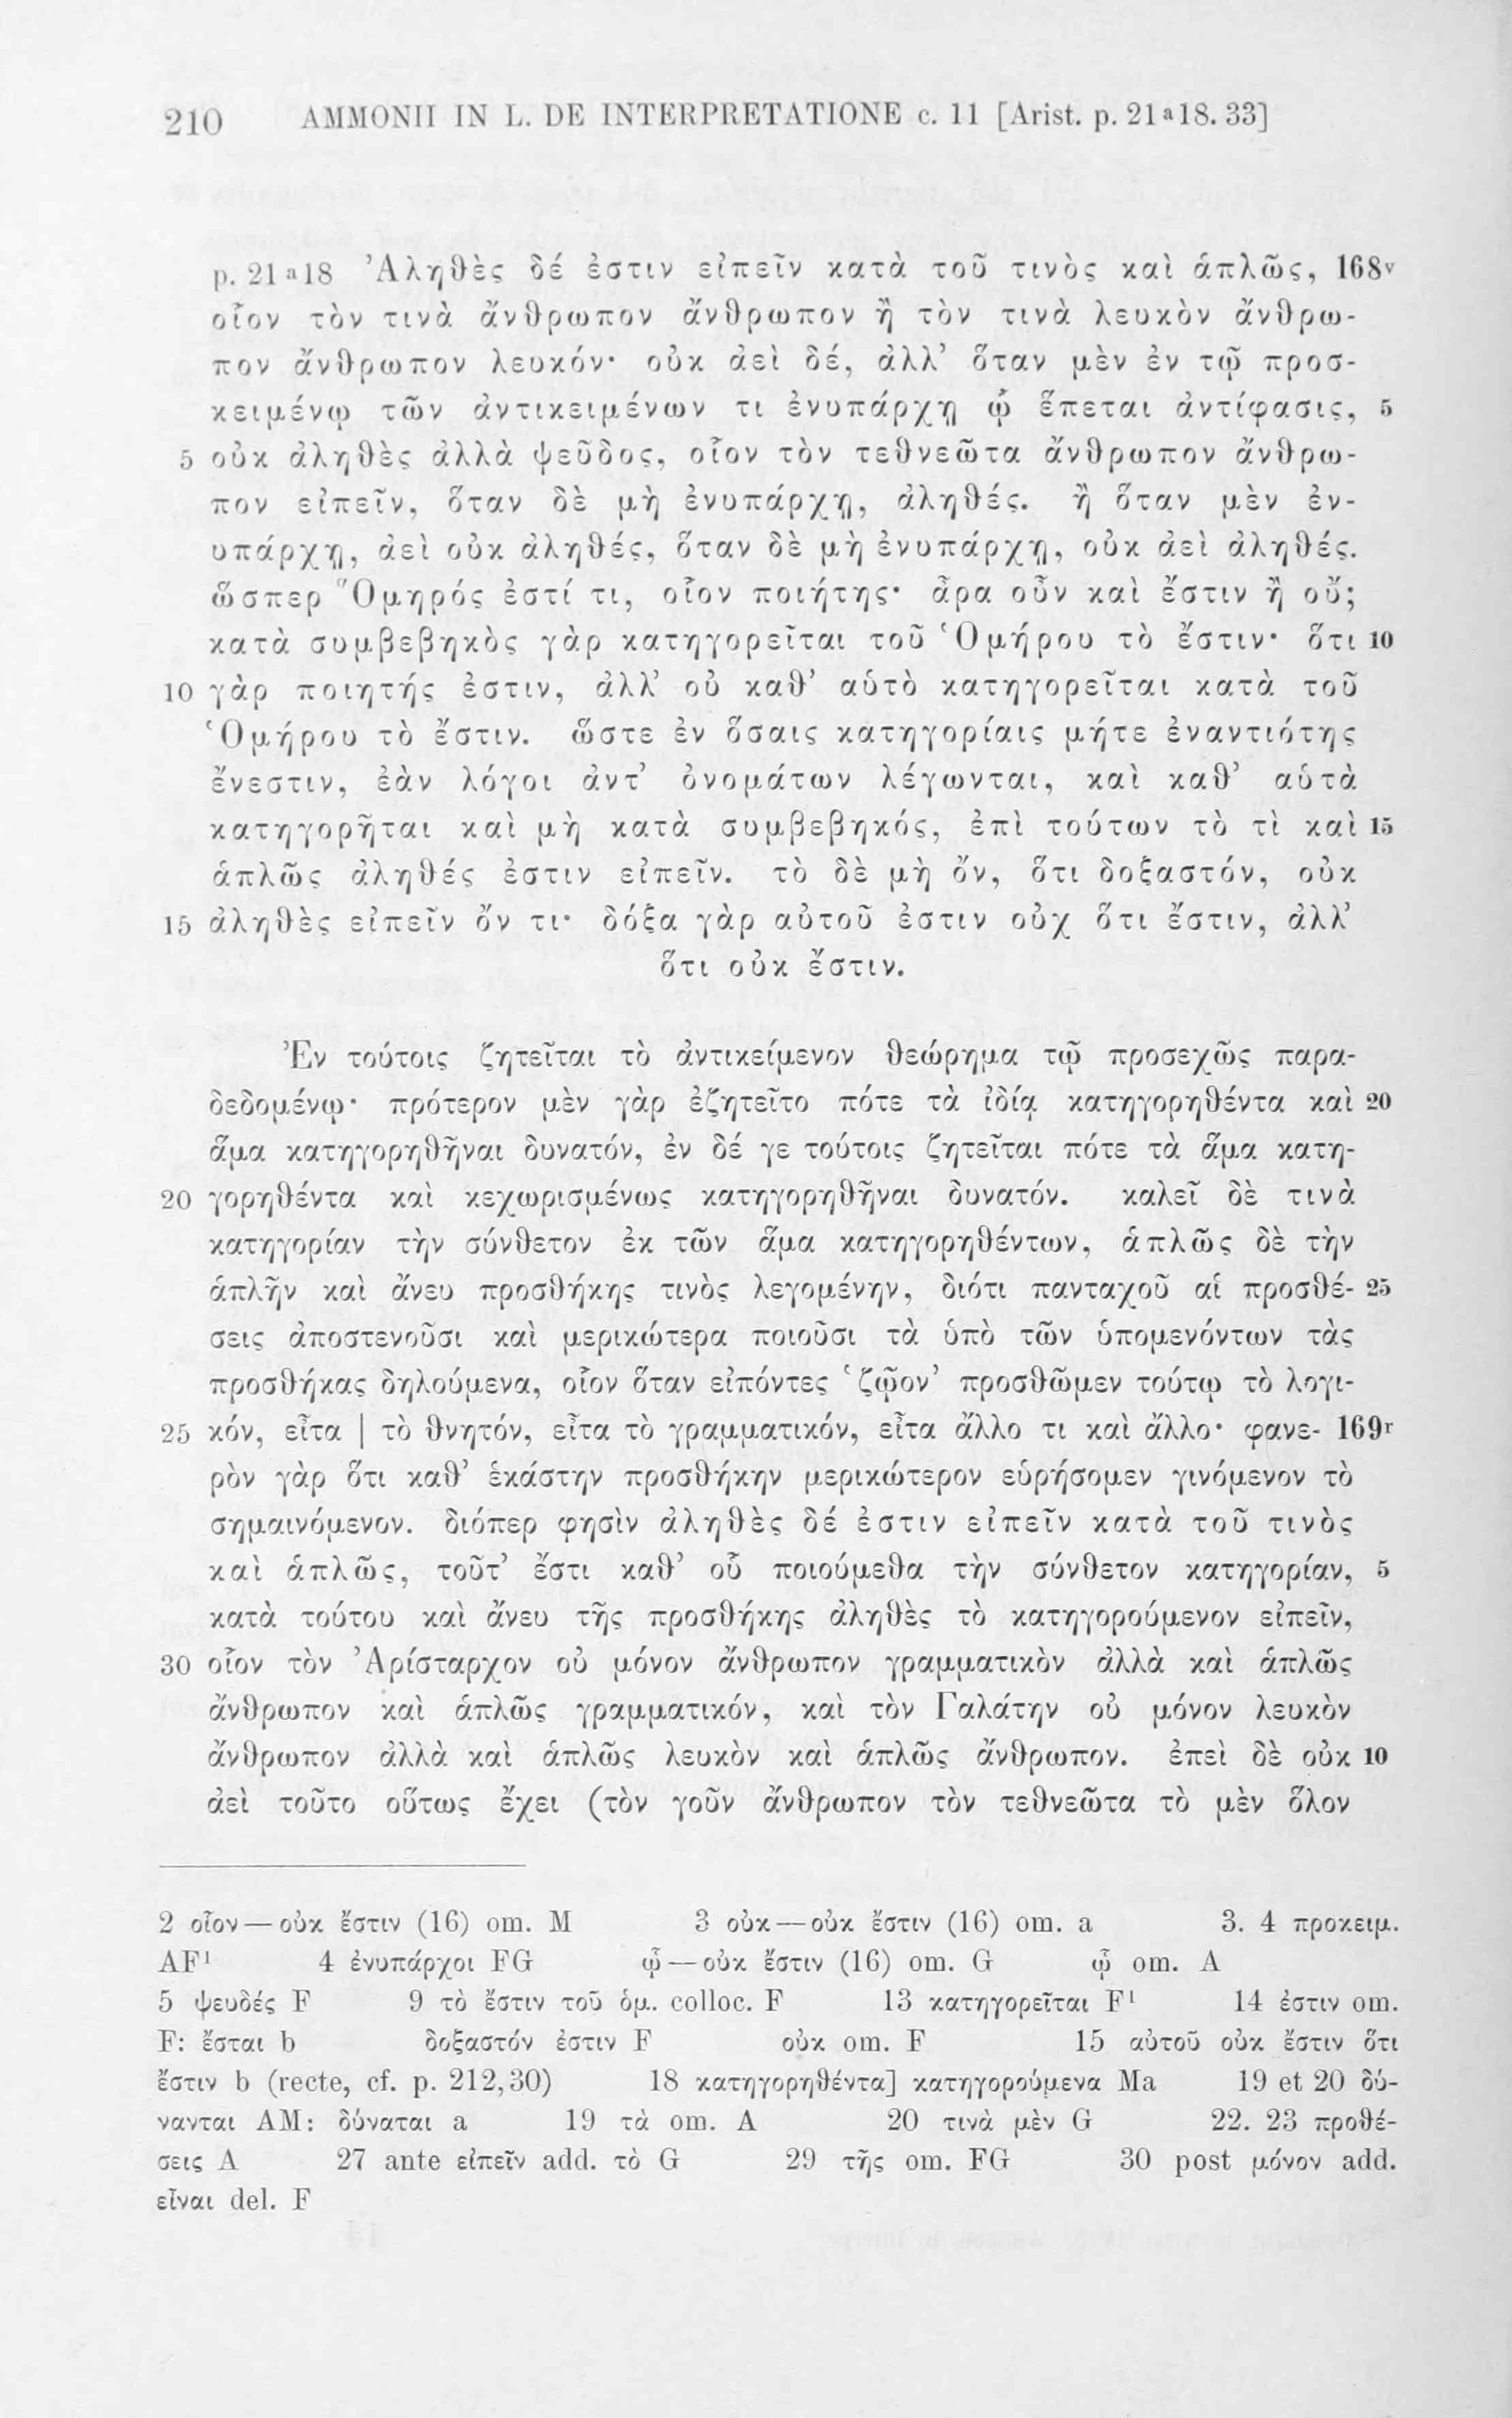 210 AMMONII IN L. DE INTERPRETATIONE c. 11 [Arist. p. 21ᵃ18. 33]
p. 21ᵃ18 Ἀληθὲς δέ ἐστιν εἰπεῖν κατὰ τοῦ τινὸς καὶ ἁπλῶς, 168ᵛ
οἷον τὸν τινὰ ἄνθρωπον ἄνθρωπον ἢ τὸν τινὰ λευκὸν ἄνθρω-
πον ἄνθρωπον λευκόν· οὐκ ἀεὶ δέ, ἀλλ’ ὅταν μὲν ἐν τῷ προσ-
κειμένῳ τῶν ἀντικειμένων τι ἐνυπάρχῃ ᾧ ἕπεται ἀντίφασις, 5
5 οὐκ ἀληθὲς ἀλλὰ ψεῦδος, οἷον τὸν τεθνεῶτα ἄνθρωπον ἄνθρω-
πον εἰπεῖν, ὅταν δὲ μὴ ἐνυπάρχῃ, ἀληθές. ἢ ὅταν μὲν ἐν-
υπάρχῃ, ἀεὶ οὐκ ἀληθές, ὅταν δὲ μὴ ἐνυπάρχῃ, οὐκ ἀεὶ ἀληθές.
ὥσπερ Ὅμηρός ἐστί τι, οἷον ποιήτης· ἆρα οὖν καὶ ἔστιν ἢ οὔ;
κατὰ συμβεβηκὸς γὰρ κατηγορεῖται τοῦ Ὁμήρου τὸ ἔστιν· ὅτι 10
10 γὰρ ποιητής ἐστιν, ἀλλ’ οὐ καθ’ αὑτὸ κατηγορεῖται κατὰ τοῦ
Ὁμήρου τὸ ἔστιν. ὥστε ἐν ὅσαις κατηγορίαις μήτε ἐναντιότης
ἔνεστιν, ἐὰν λόγοι ἀντ’ ὀνομάτων λέγωνται, καὶ καθ’ αὑτὰ
κατηγορῆται καὶ μὴ κατὰ συμβεβηκός, ἐπὶ τούτων τὸ τὶ καὶ 15
ἁπλῶς ἀληθές ἐστιν εἰπεῖν. τὸ δὲ μὴ ὄν, ὅτι δοξαστόν, οὐκ
15 ἀληθὲς εἰπεῖν ὄν τι· δόξα γὰρ αὐτοῦ ἐστιν οὐχ ὅτι ἔστιν, ἀλλ’
ὅτι οὐκ ἔστιν.
Ἐν τούτοις ζητεῖται τὸ ἀντικείμενον θεώρημα τῷ προσεχῶς παρα-
δεδομένῳ· πρότερον μὲν γὰρ ἐζητεῖτο πότε τὰ ἰδίᾳ κατηγορηθέντα καὶ 20
ἅμα κατηγορηθῆναι δυνατόν, ἐν δέ γε τούτοις ζητεῖται πότε τὰ ἅμα κατη-
20 γορηθέντα καὶ κεχωρισμένως κατηγορηθῆναι δυνατόν. καλεῖ δὲ τινὰ
κατηγορίαν τὴν σύνθετον ἐκ τῶν ἅμα κατηγορηθέντων, ἁπλῶς δὲ τὴν
ἁπλῆν καὶ ἄνευ προσθήκης τινὸς λεγομένην, διότι πανταχοῦ αἱ προσθέ- 25
σεις ἀποστενοῦσι καὶ μερικώτερα ποιοῦσι τὰ ὑπὸ τῶν ὑπομενόντων τὰς
προσθήκας δηλούμενα, οἷον ὅταν εἰπόντες ‘ζῷον’ προσθῶμεν τούτῳ τὸ λογι-
25 κόν, εἶτα | τὸ θνητόν, εἶτα τὸ γραμματικόν, εἶτα ἄλλο τι καὶ ἄλλο· φανε- 169ʳ
ρὸν γὰρ ὅτι καθ’ ἑκάστην προσθήκην μερικώτερον εὑρήσομεν γινόμενον τὸ
σημαινόμενον. διόπερ φησὶν ἀληθὲς δέ ἐστιν εἰπεῖν κατὰ τοῦ τινὸς
καὶ ἁπλῶς, τοῦτ’ ἔστι καθ’ οὗ ποιούμεθα τὴν σύνθετον κατηγορίαν, 5
κατὰ τούτου καὶ ἄνευ τῆς προσθήκης ἀληθὲς τὸ κατηγορούμενον εἰπεῖν,
30 οἷον τὸν Ἀρίσταρχον οὐ μόνον ἄνθρωπον γραμματικὸν ἀλλὰ καὶ ἁπλῶς
ἄνθρωπον καὶ ἁπλῶς γραμματικόν, καὶ τὸν Γαλάτην οὐ μόνον λευκὸν
ἄνθρωπον ἀλλὰ καὶ ἁπλῶς λευκὸν καὶ ἁπλῶς ἄνθρωπον. ἐπεὶ δὲ οὐκ 10
ἀεὶ τοῦτο οὕτως ἔχει (τὸν γοῦν ἄνθρωπον τὸν τεθνεῶτα τὸ μὲν ὅλον
2 οἷον — οὐκ ἔστιν (16) om. M 3 οὐκ — οὐκ ἔστιν (16) om. a 3. 4 προκειμ.
AF¹ 4 ἐνυπάρχοι FG ᾧ — οὐκ ἔστιν (16) om. G ᾧ om. A
5 ψευδές F 9 τὸ ἔστιν τοῦ ὁμ. colloc. F 13 κατηγορεῖται F¹ 14 ἐστιν om.
F: ἔσται b δοξαστόν ἐστιν F οὐκ om. F 15 αὐτοῦ οὐκ ἔστιν ὅτι
ἔστιν b (recte, cf. p. 212,30) 18 κατηγορηθέντα] κατηγορούμενα Ma 19 et 20 δύ-
νανται AM: δύναται a 19 τὰ om. A 20 τινὰ μὲν G 22. 23 προθέ-
σεις A 27 ante εἰπεῖν add. τὸ G 29 τῆς om. FG 30 post μόνον add.
εἶναι del. F